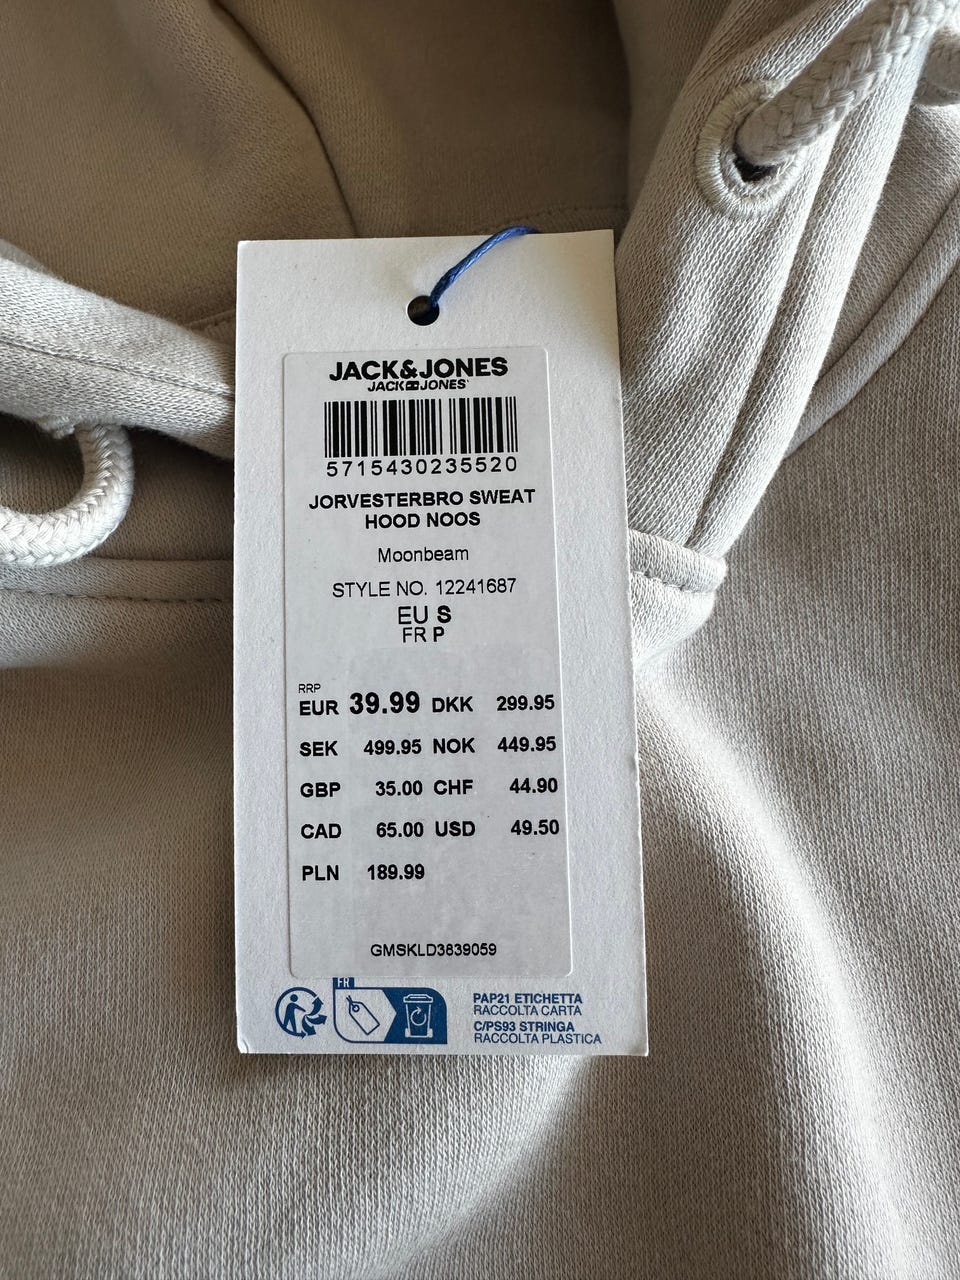 JACK&JONES
JACK JONES
5715430235520
JORVESTERBRO SWEAT
HOOD NOOS
Moonbeam
STYLE NO. 12241687
EU S
FR P
RRP
EUR 39.99 DKK 299.95
SEK 499.95 NOK 449.95
GBP 35.00 CHF 44.90
CAD 65.00 USD 49.50
PLN 189.99
GMSKLD3839059
FR
PAP21 ETICHETTA
RACCOLTA CARTA
C/PS93 STRINGA
RACCOLTA PLASTICA